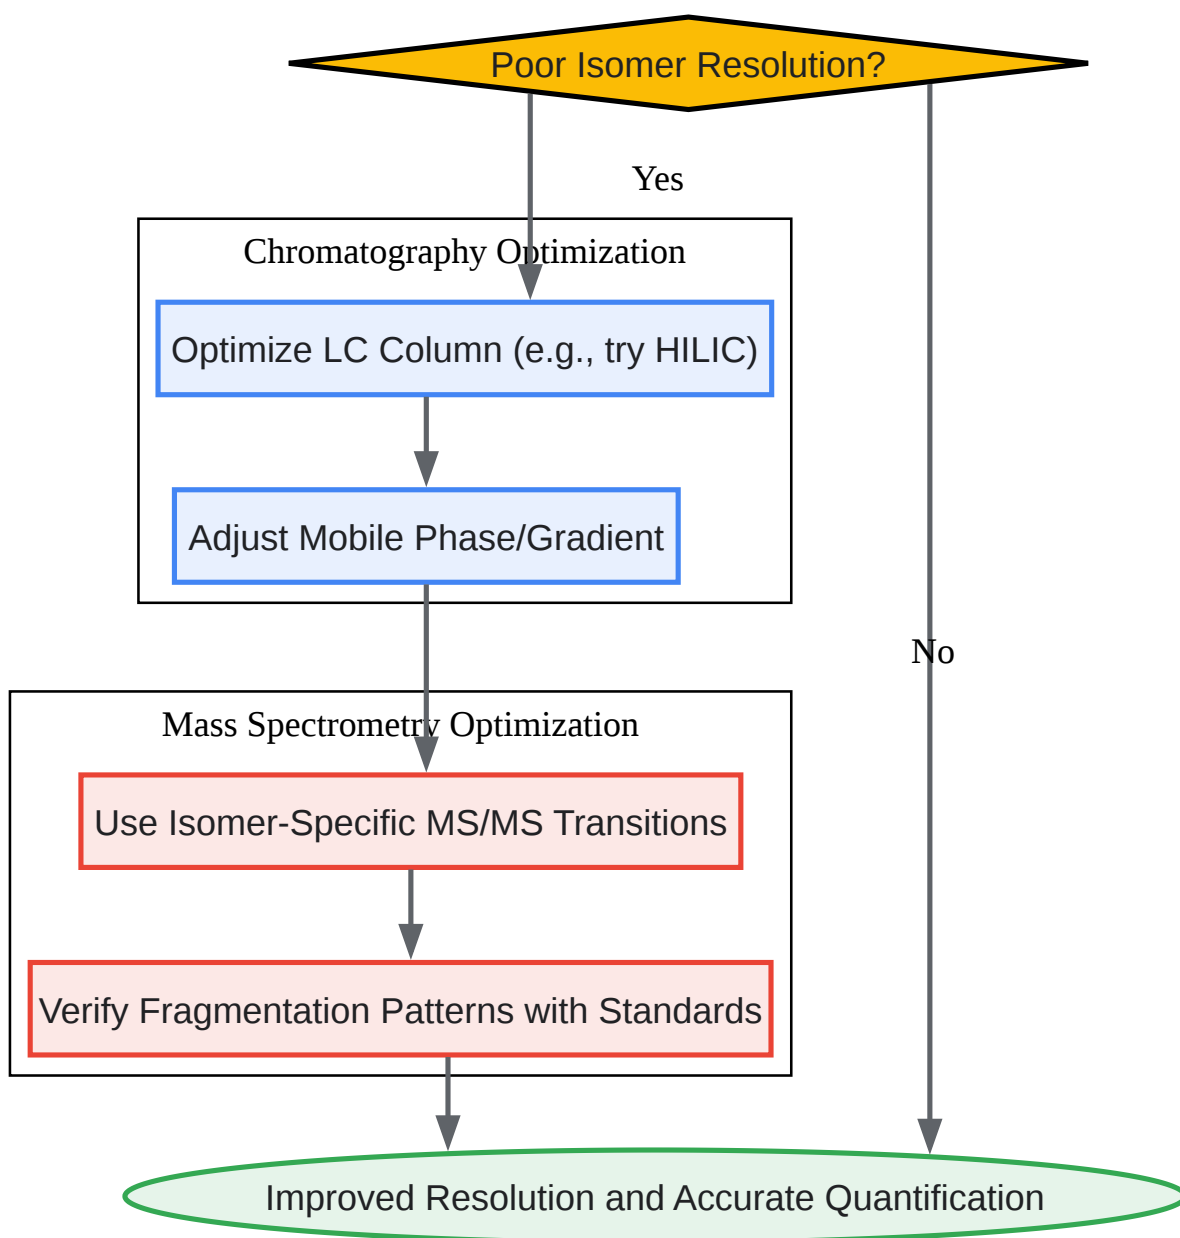 Poor Isomer Resolution?
Yes
Chromatography Optimization
Optimize LC Column (e.g., try HILIC)
Adjust Mobile Phase/Gradient
No
Mass Spectrometry Optimization
Use Isomer-Specific MS/MS Transitions
Verify Fragmentation Patterns with Standards
Improved Resolution and Accurate Quantification